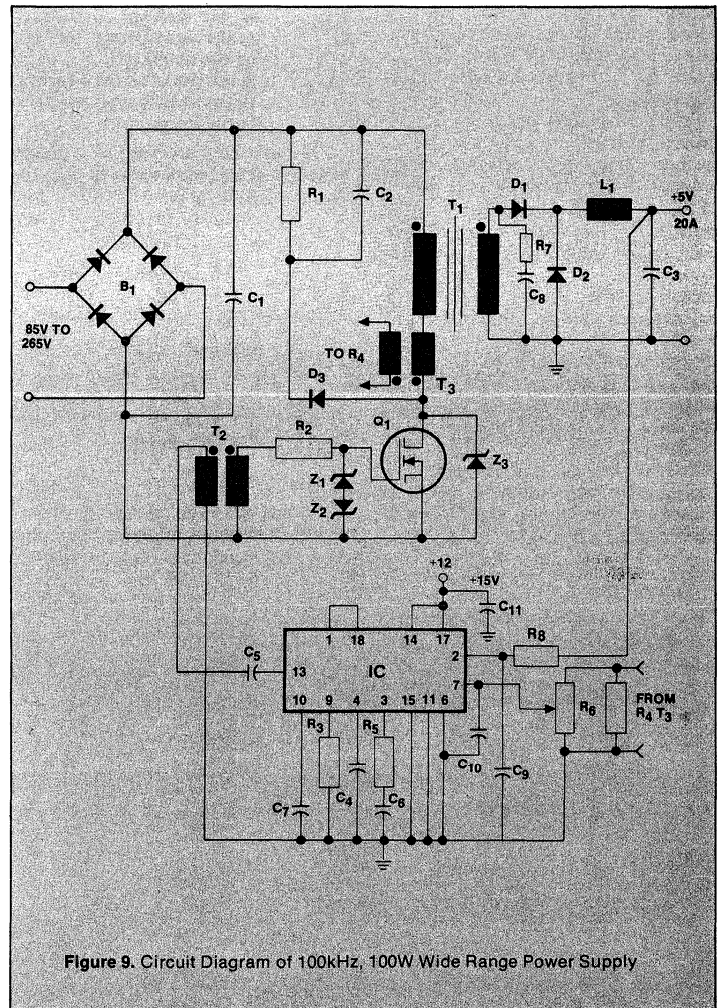 R1
C2
D1
T1
L1
+5V
20A
R7
C8
D2
C3
B1
C1
85V TO
265V
TO R4
T3
D3
Q1
T2
R2
Z1
Z2
Z3
+12
+15V
C11
1 18 14 17
R8
C5
13
IC
2
7
10 9 4 3 15 11 6
R6
FROM
R4 T3
R3
R5
C10
C9
C7
C4
C6
Figure 9. Circuit Diagram of 100kHz, 100W Wide Range Power Supply